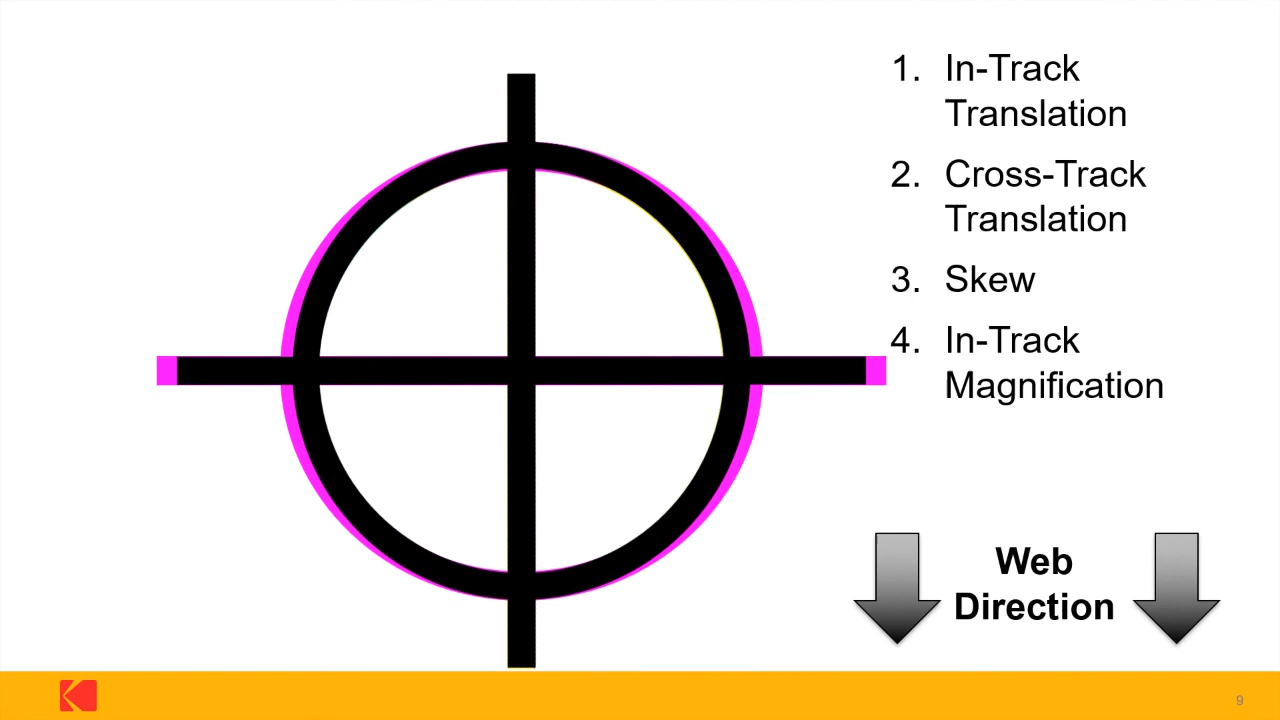 1. In-Track
Translation
2. Cross-Track
Translation
3. Skew
4. In-Track
Magnification
Web
Direction
9